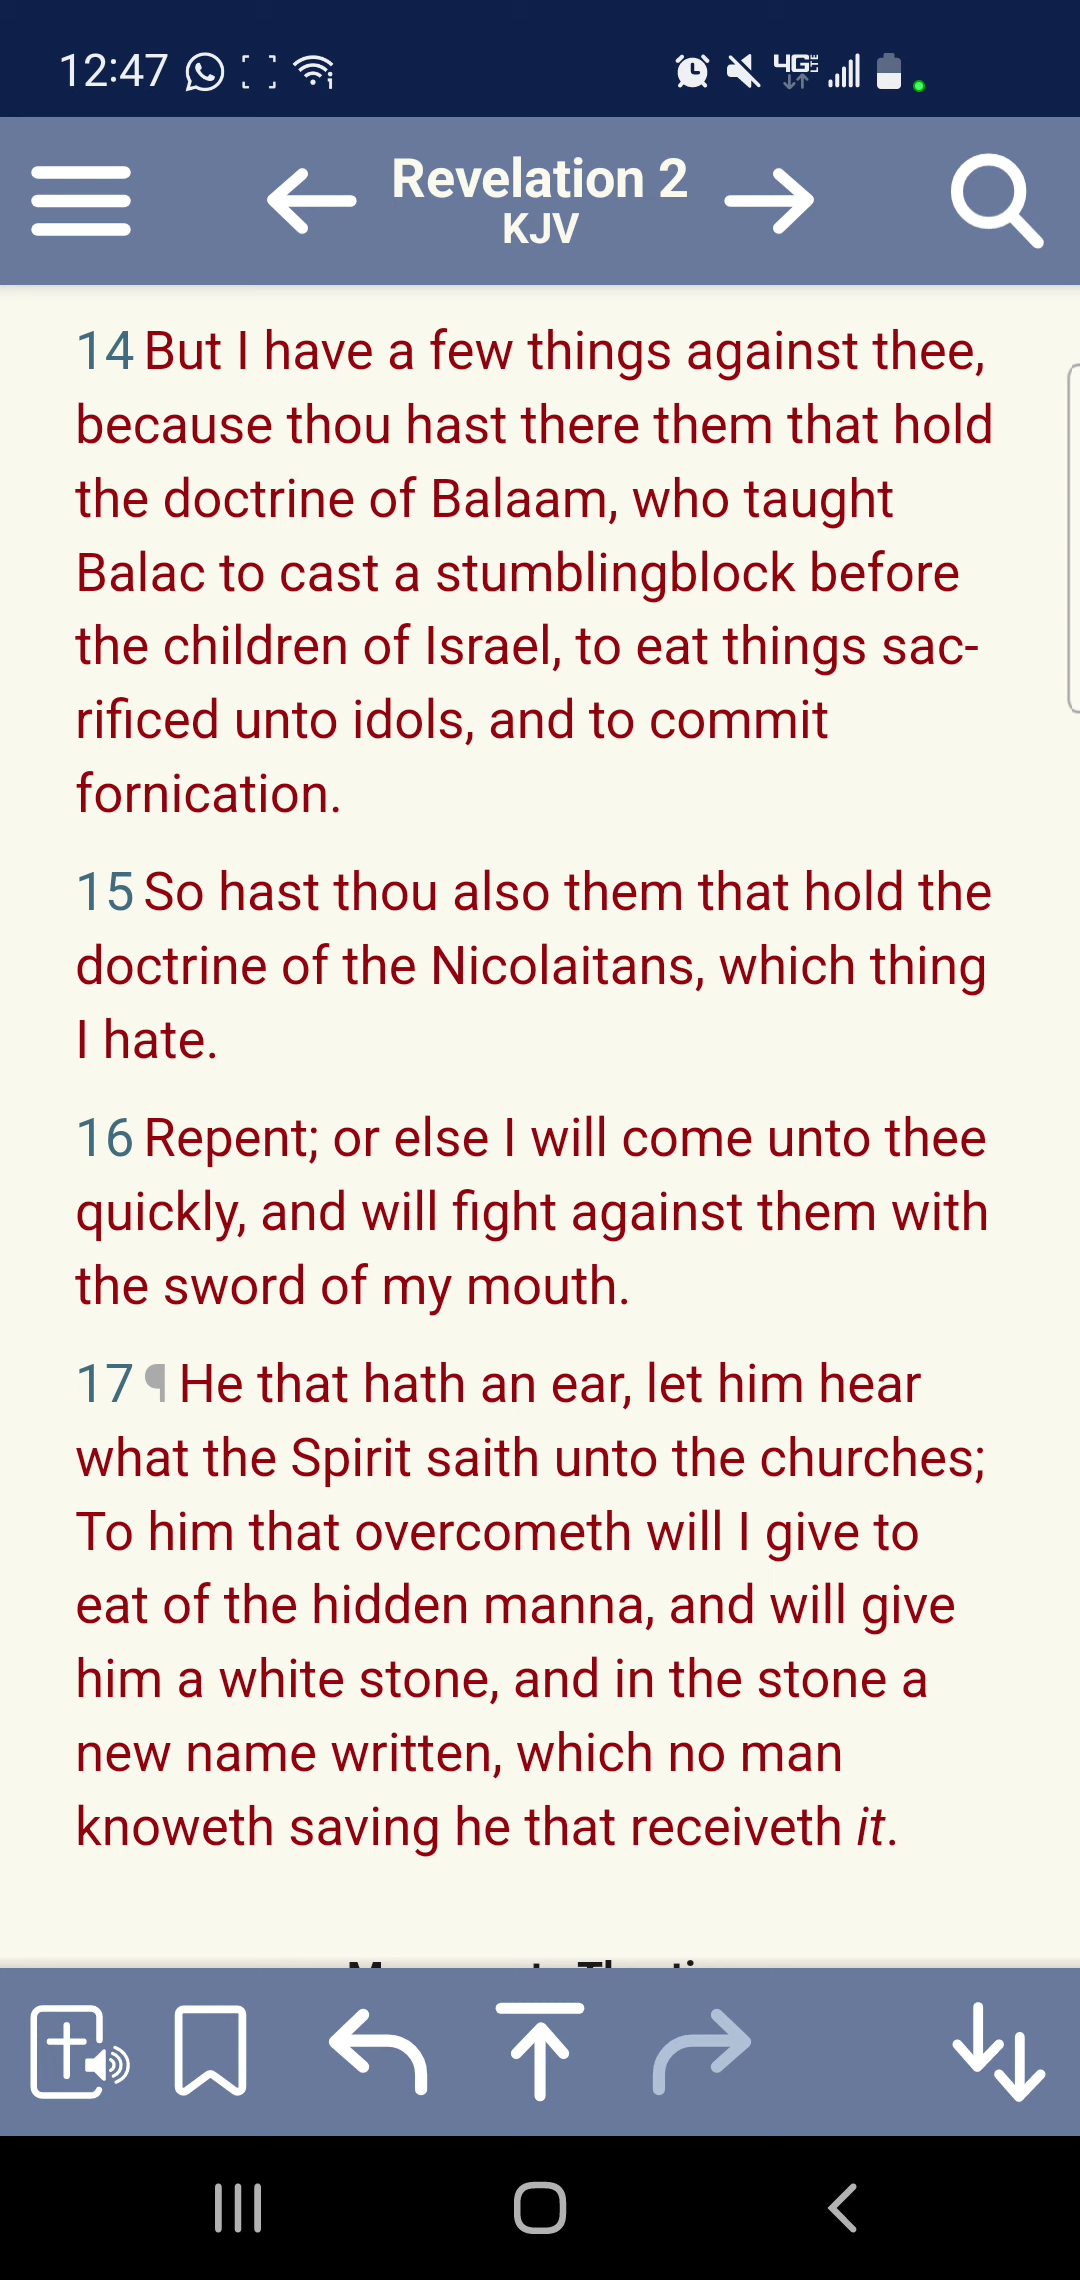 12:47
4G LTE
Revelation 2
KJV
14 But I have a few things against thee,
because thou hast there them that hold
the doctrine of Balaam, who taught
Balac to cast a stumblingblock before
the children of Israel, to eat things sac-
rificed unto idols, and to commit
fornication.
15 So hast thou also them that hold the
doctrine of the Nicolaitans, which thing
I hate.
16 Repent; or else I will come unto thee
quickly, and will fight against them with
the sword of my mouth.
17 ¶ He that hath an ear, let him hear
what the Spirit saith unto the churches;
To him that overcometh will I give to
eat of the hidden manna, and will give
him a white stone, and in the stone a
new name written, which no man
knoweth saving he that receiveth it.